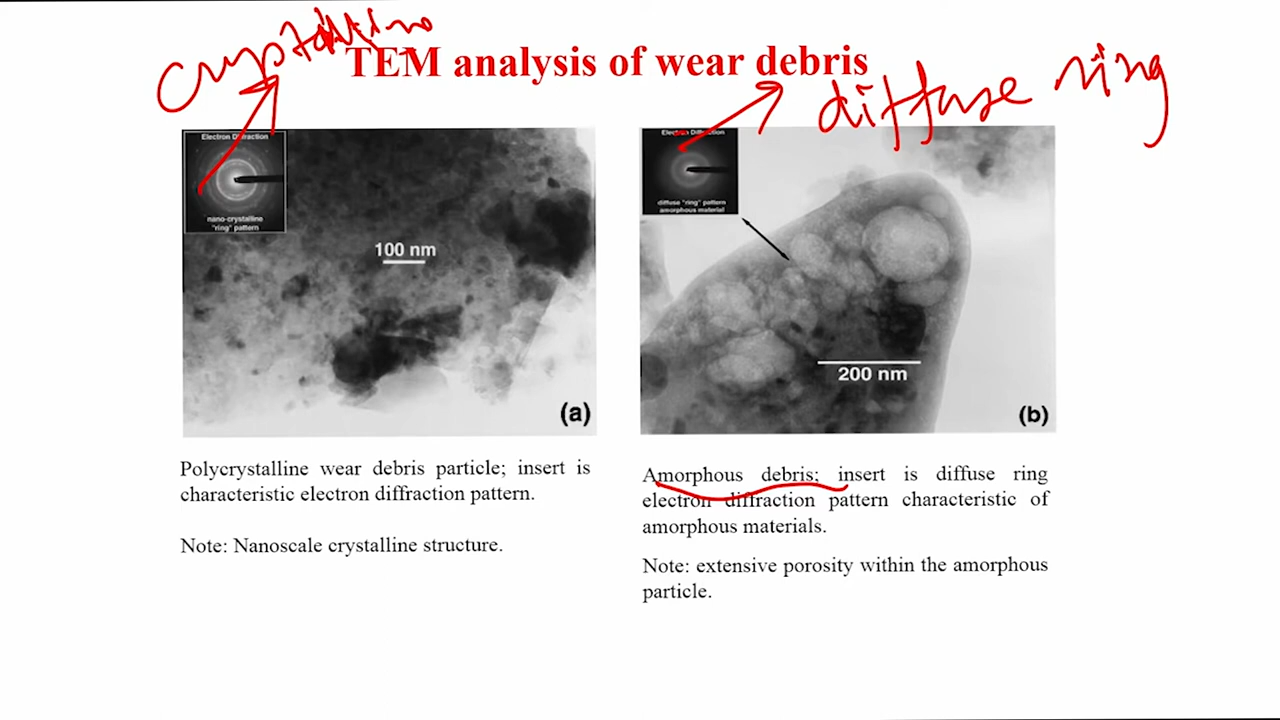 crystalline
TEM analysis of wear debris
diffuse ring
Electron Diffraction
nano-crystalline
"ring" pattern
100 nm
(a)
Electron Diffraction
diffuse "ring" pattern
amorphous material
200 nm
(b)
Polycrystalline wear debris particle; insert is
characteristic electron diffraction pattern.
Note: Nanoscale crystalline structure.
Amorphous debris; insert is diffuse ring
electron diffraction pattern characteristic of
amorphous materials.
Note: extensive porosity within the amorphous
particle.